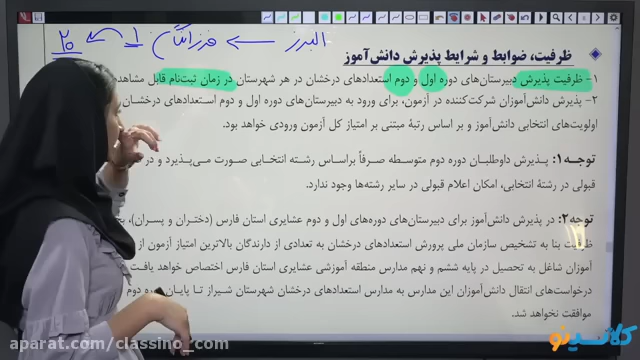 البرز ← فرزانگان ۱ ۲۰
ظرفیت، ضوابط و شرایط پذیرش دانش‌آموز
۱- ظرفیت پذیرش دبیرستان‌های دوره اول و دوم استعدادهای درخشان در هر شهرستان در زمان ثبت‌نام قابل مشاهده
۲- پذیرش دانش‌آموزان شرکت‌کننده در آزمون، برای ورود به دبیرستان‌های دوره اول و دوم استعدادهای درخشان،
اولویت‌های انتخابی دانش‌آموز و بر اساس رتبهٔ مبتنی بر امتیاز کل آزمون ورودی خواهد بود.
توجه۱: پذیرش داوطلبان دوره دوم متوسطه صرفاً براساس رشته انتخابی صورت می‌پذیرد و در
قبولی در رشتهٔ انتخابی، امکان اعلام قبولی در سایر رشته‌ها وجود ندارد.
توجه۲: در پذیرش دانش‌آموز برای دبیرستان‌های دوره‌های اول و دوم عشایری استان فارس (دختران و پسران)،
ظرفیت بنا به تشخیص سازمان ملی پرورش استعدادهای درخشان به تعدادی از دارندگان بالاترین امتیاز آزمون از
آموزان شاغل به تحصیل در پایه ششم و نهم مدارس منطقه آموزشی عشایری استان فارس اختصاص خواهد یافت
درخواست‌های انتقال دانش‌آموزان این مدارس به مدارس استعدادهای درخشان شهرستان شیراز تا پایان دوره دوم
موافقت نخواهد شد.
کلاسینو
aparat.com/classino_com